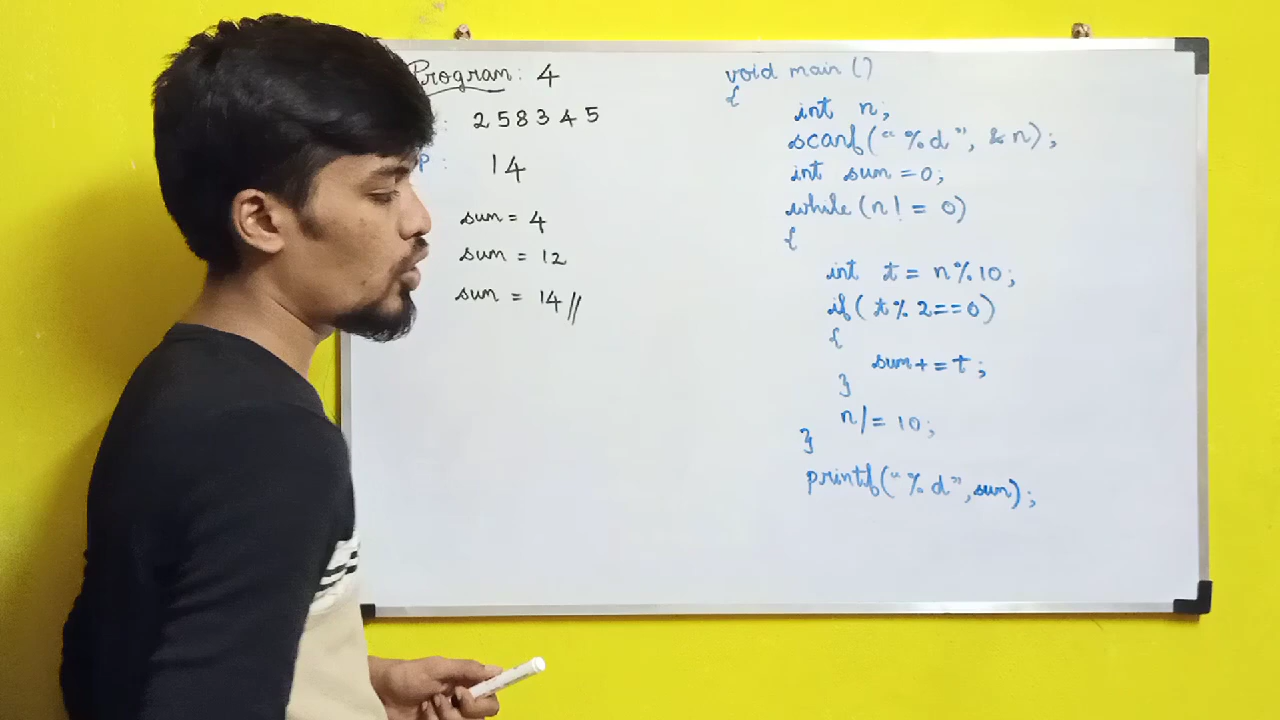 Program: 4
: 258345
P: 14
sum = 4
sum = 12
sum = 14//
void main ()
{
int n;
scanf("%d", &n);
int sum = 0;
while (n! = 0)
{
int t = n%10;
if( t% 2==0)
{
sum+=t;
}
n/= 10;
}
printf("%d", sum);